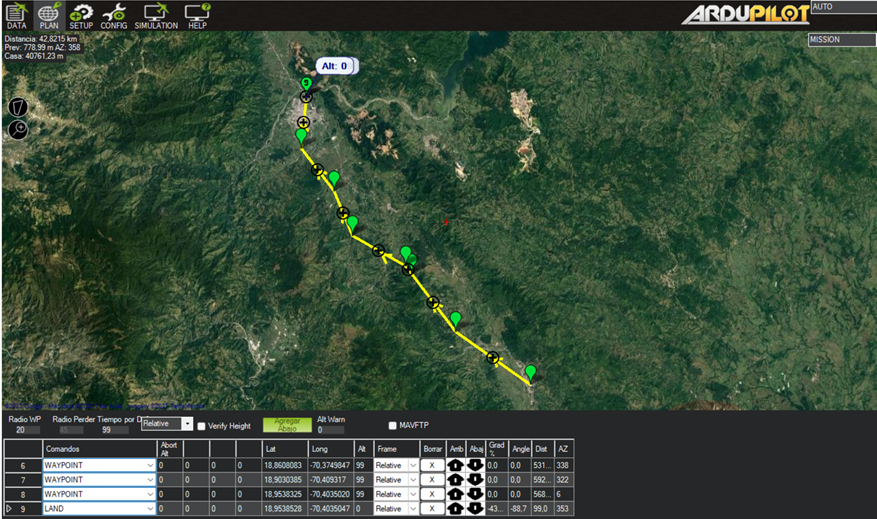 DATA PLAN SETUP CONFIG SIMULATION HELP
ARDUPILOT
AUTO
MISSION
Distancia: 42,8215 km
Prev: 778,99 m AZ: 358
Casa: 40761,23 m
Alt: 0
9
Radio WP
20
Radio Perder Tiempo por De
45
99
Relative
Verify Height
Agregar
Abajo
Alt Warn
0
MAVFTP
Comandos Abort Alt Lat Long Alt Frame Borrar Amb Abaj Grad % Angle Dist AZ
6 WAYPOINT 0 0 0 0 18,8608083 -70,3749847 99 Relative X 0,0 0,0 531... 338
7 WAYPOINT 0 0 0 0 18,9030385 -70,409317 99 Relative X 0,0 0,0 592... 322
8 WAYPOINT 0 0 0 0 18,9538325 -70,4035020 99 Relative X 0,0 0,0 568... 6
9 LAND 0 0 0 0 18,9538528 -70,4035047 0 Relative X -43... -88,7 99,0 353